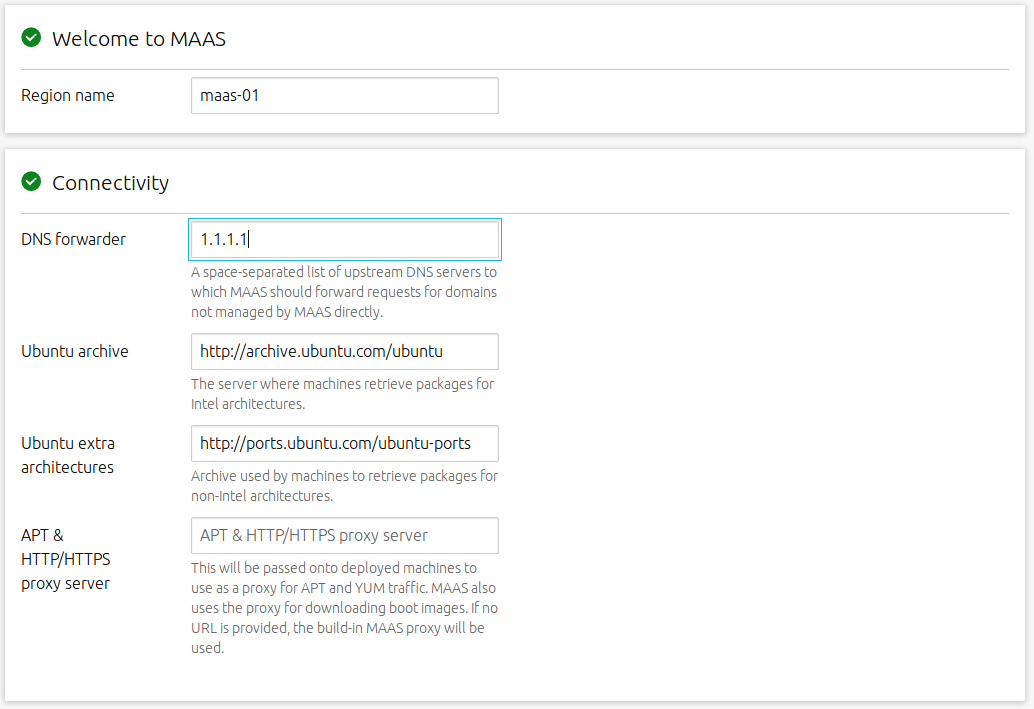 Welcome to MAAS
Region name
maas-01
Connectivity
DNS forwarder
1.1.1.1
A space-separated list of upstream DNS servers to
which MAAS should forward requests for domains
not managed by MAAS directly.
Ubuntu archive
http://archive.ubuntu.com/ubuntu
The server where machines retrieve packages for
Intel architectures.
Ubuntu extra
architectures
http://ports.ubuntu.com/ubuntu-ports
Archive used by machines to retrieve packages for
non-Intel architectures.
APT &
HTTP/HTTPS
proxy server
APT & HTTP/HTTPS proxy server
This will be passed onto deployed machines to
use as a proxy for APT and YUM traffic. MAAS also
uses the proxy for downloading boot images. If no
URL is provided, the build-in MAAS proxy will be
used.